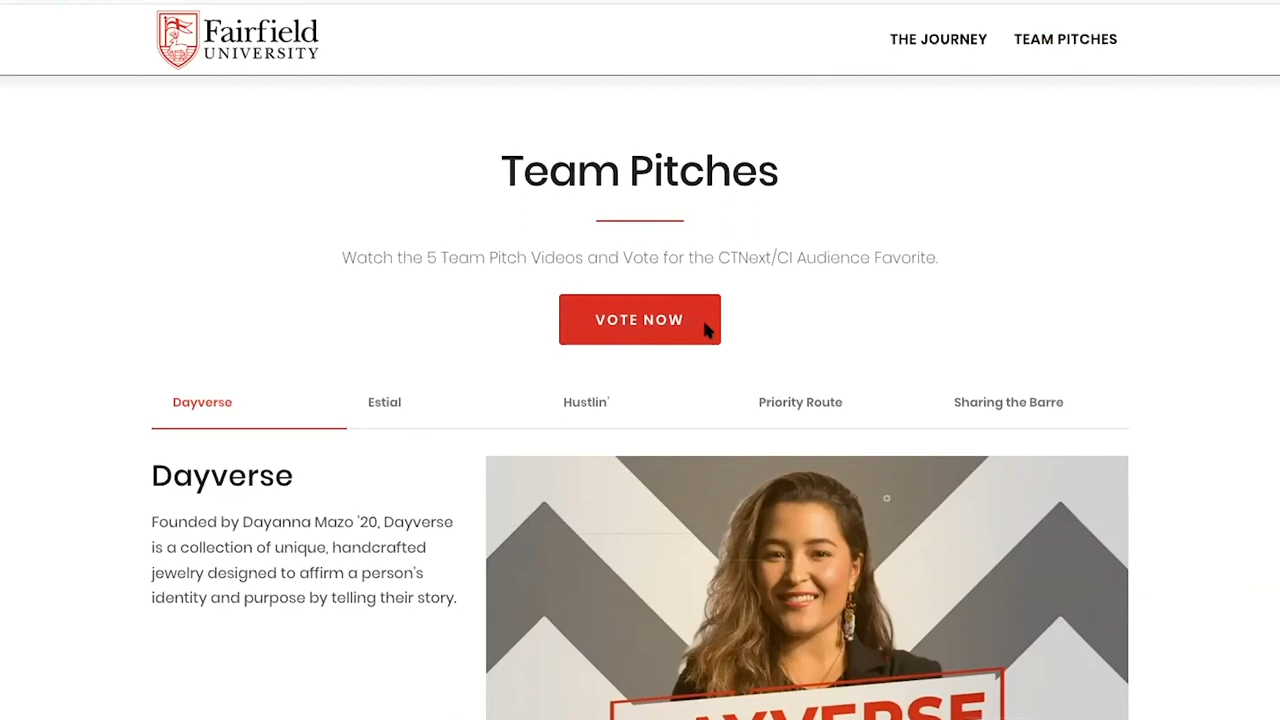 Fairfield
UNIVERSITY
THE JOURNEY
TEAM PITCHES
Team Pitches
Watch the 5 Team Pitch Videos and Vote for the CTNext/CI Audience Favorite.
VOTE NOW
Dayverse
Estial
Hustlin'
Priority Route
Sharing the Barre
Dayverse
Founded by Dayanna Mazo '20, Dayverse
is a collection of unique, handcrafted
jewelry designed to affirm a person's
identity and purpose by telling their story.
DAYVERSE